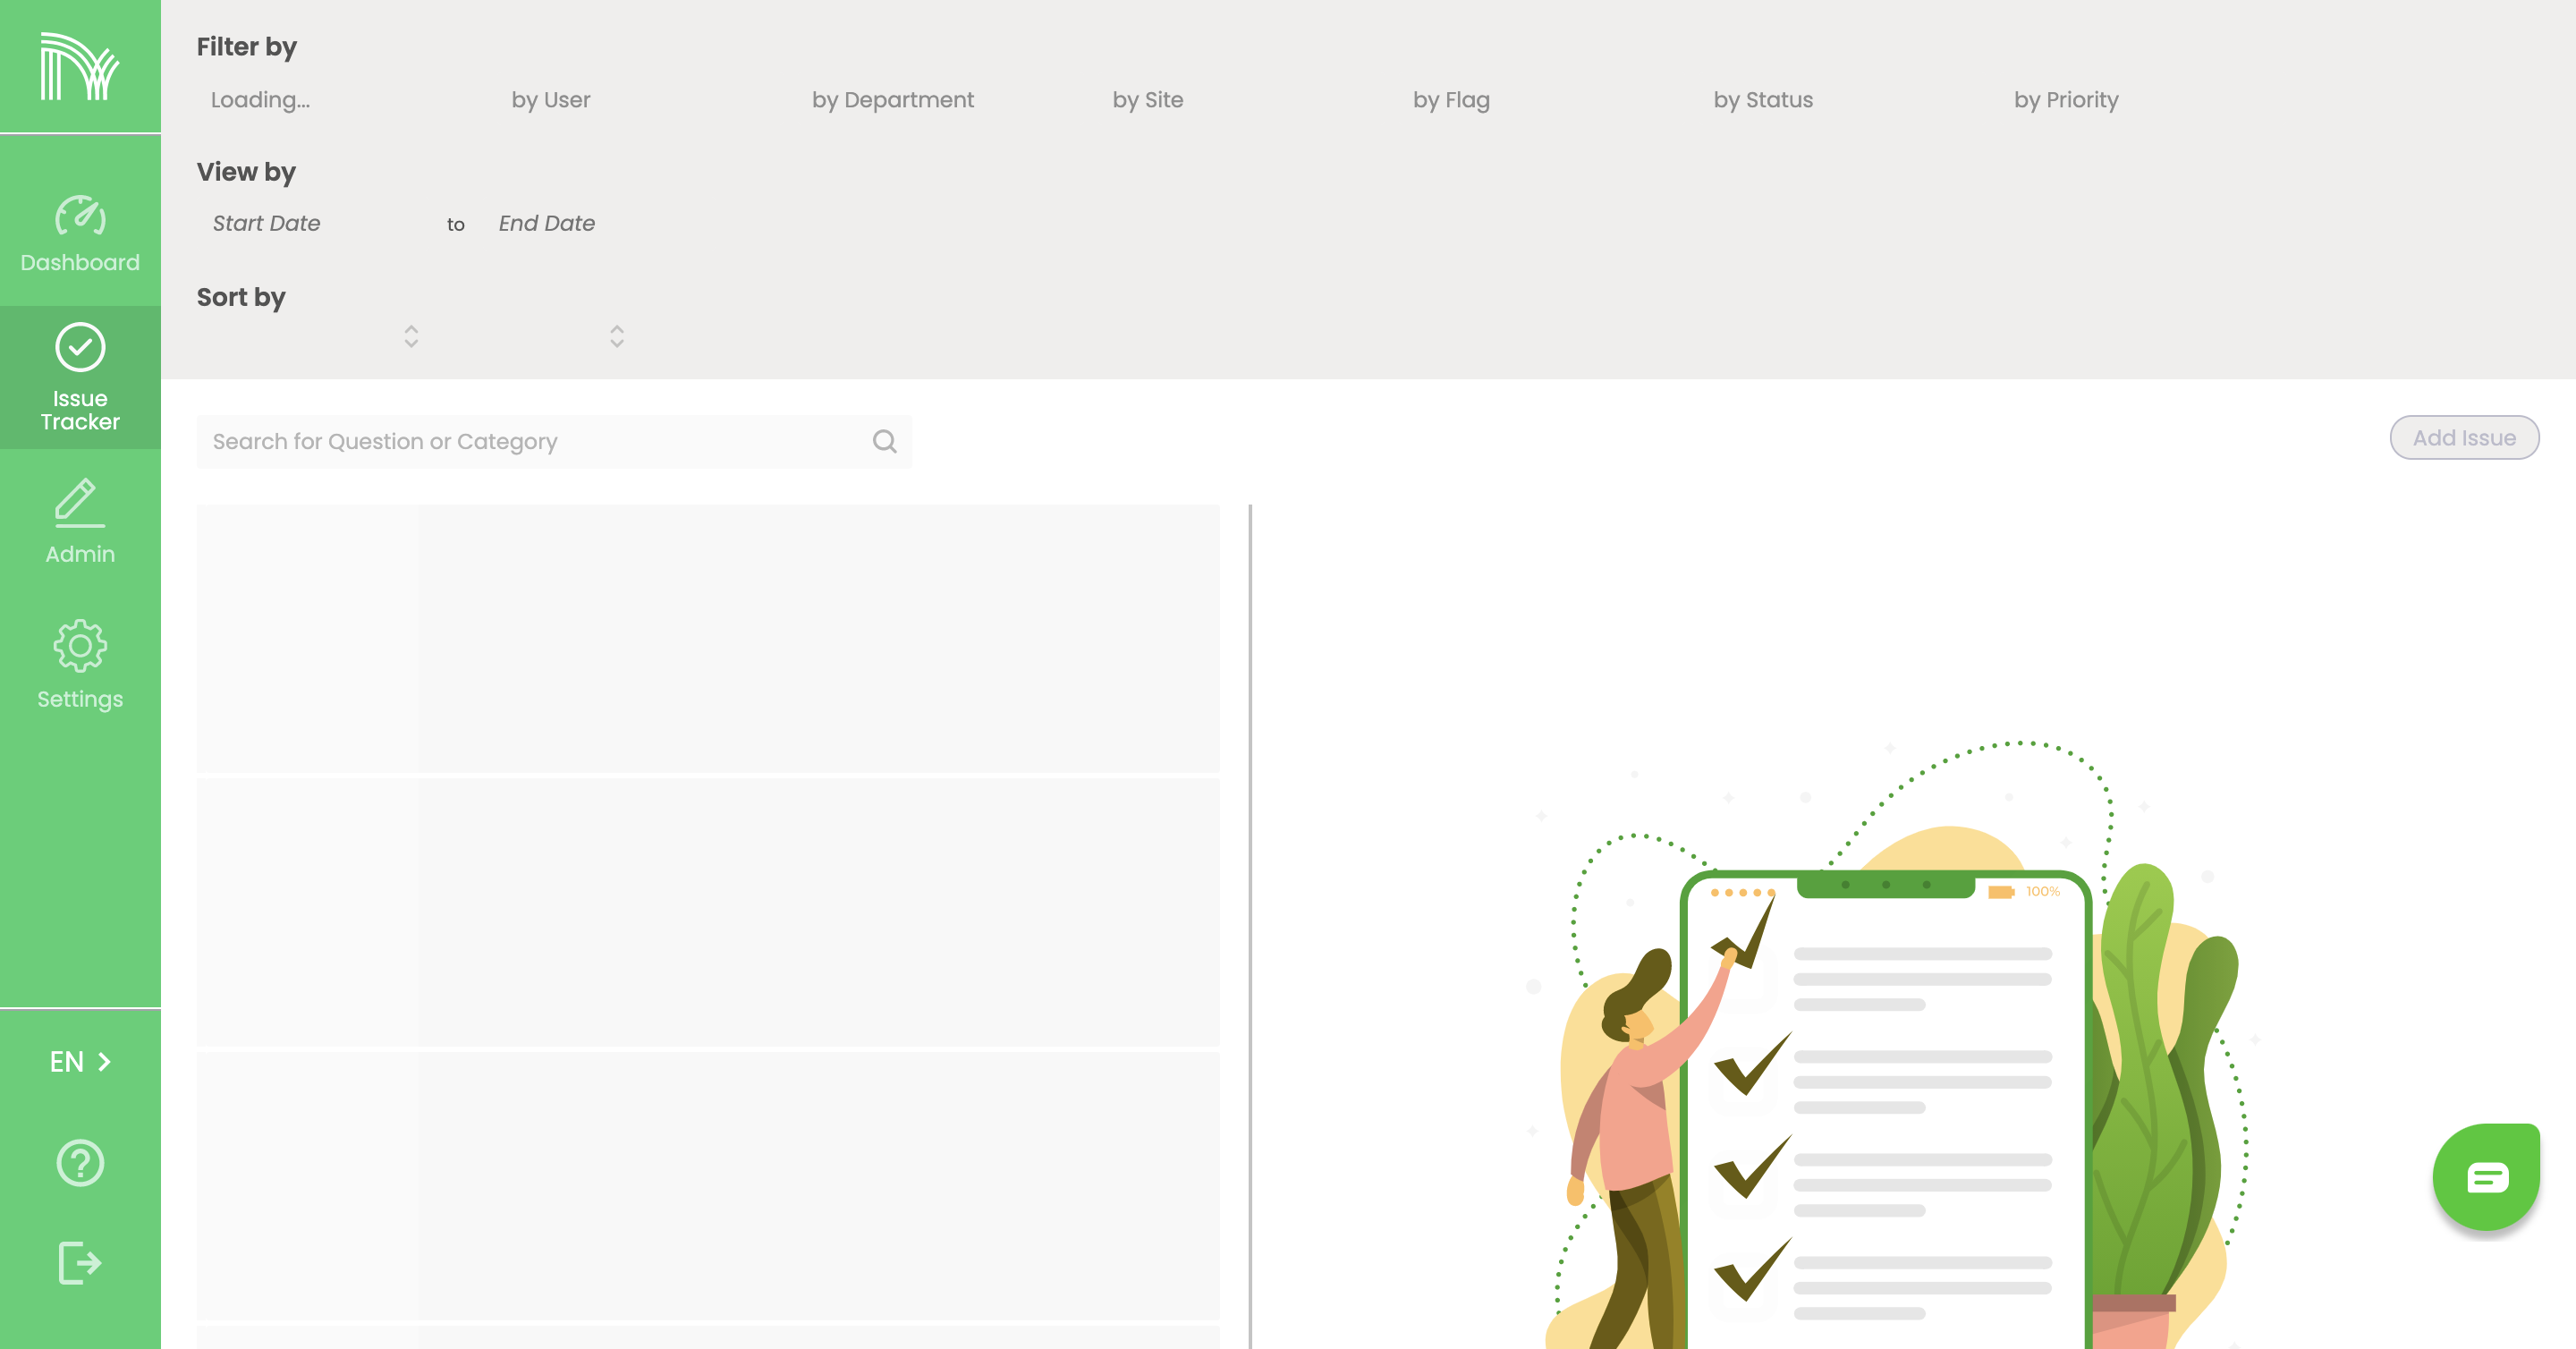 Filter by
Loading...
by User
by Department
by Site
by Flag
by Status
by Priority
View by
Start Date
to
End Date
Sort by
Dashboard
Issue
Tracker
Admin
Settings
EN
Search for Question or Category
Add Issue
100%